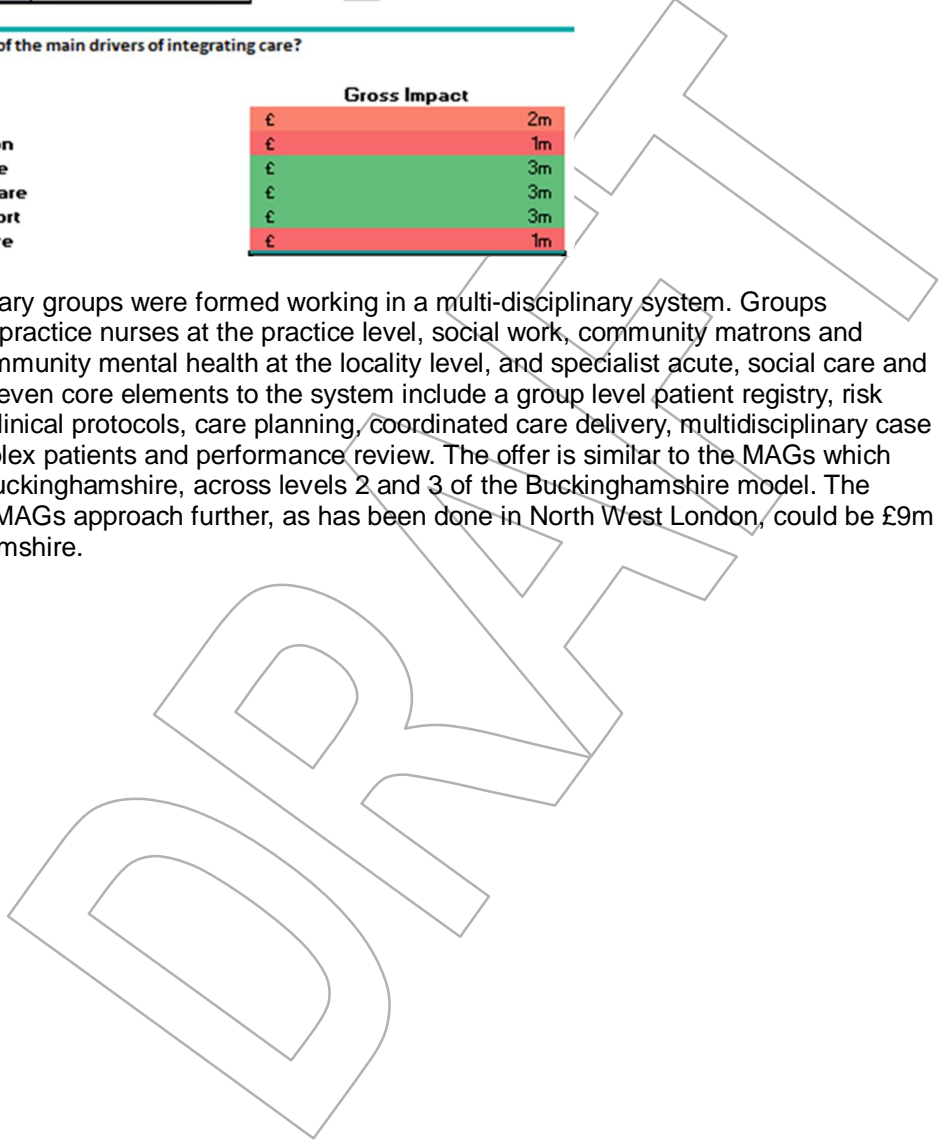 of the main drivers of integrating care?
Gross Impact
£ 2m
on £ 1m
e £ 3m
are £ 3m
ort £ 3m
e £ 1m
ary groups were formed working in a multi-disciplinary system. Groups
practice nurses at the practice level, social work, community matrons and
mmunity mental health at the locality level, and specialist acute, social care and
even core elements to the system include a group level patient registry, risk
linical protocols, care planning, coordinated care delivery, multidisciplinary case
plex patients and performance review. The offer is similar to the MAGs which
uckinghamshire, across levels 2 and 3 of the Buckinghamshire model. The
MAGs approach further, as has been done in North West London, could be £9m
mshire.
DRAFT